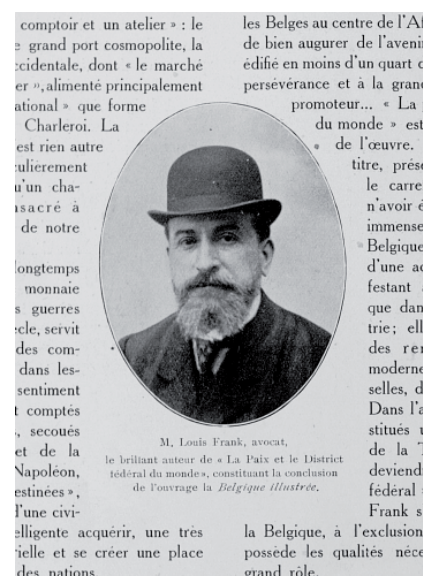 comptoir et un atelier » : le
grand port cosmopolite, la
ccidentale, dont « le marché
er », alimenté principalement
ational » que forme
Charleroi. La
est rien autre
culièrement
u'un cha-
nsacré à
de notre
longtemps
monnaie
s guerres
ècle, servit
des com-
dans les-
sentiment
t comptés
, secoués
et de la
Napoléon,
estinées »,
d'une civi-
elligente acquérir, une très
rielle et se créer une place
des nations.
M. Louis Frank, avocat,
le brillant auteur de « La Paix et le District
fédéral du monde », constituant la conclusion
de l'ouvrage la Belgique illustrée.
les Belges au centre de l'Af
de bien augurer de l'avenir
édifié en moins d'un quart d
persévérance et à la grand
promoteur... « La p
du monde » est
de l'œuvre.
titre, prése
le carre
n'avoir é
immense
Belgique
d'une ac
festant
que dan
trie ; ell
des ren
moderne
selles, d
Dans l'a
stitués u
de la T
deviend
fédéral
Frank s
la Belgique, à l'exclusion
possède les qualités néce
grand rôle.